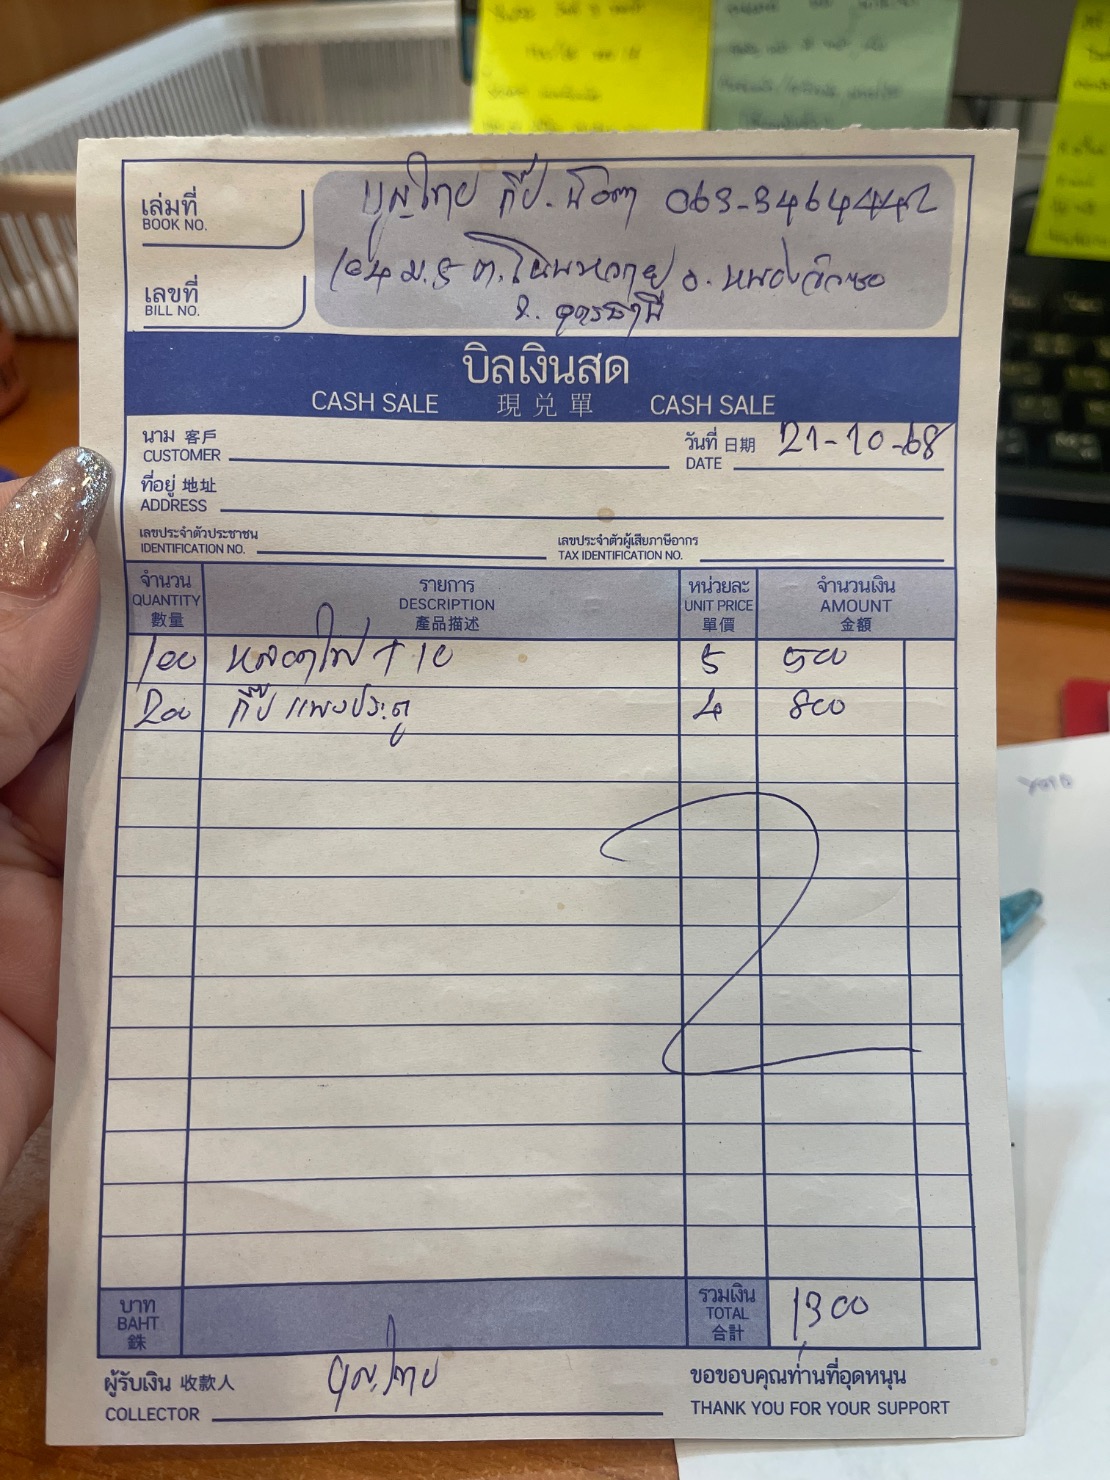 เล่มที่
BOOK NO.
บุญไทย กิ๊ป.น๊อต 063-3464442
เลขที่
BILL NO.
104 ม.5 ต.โนนหวาย อ.หนองวัวซอ
จ.อุดรธานี
บิลเงินสด
CASH SALE 現兌單 CASH SALE
นาม 客戶
CUSTOMER
วันที่ 日期 21-10-68
DATE
ที่อยู่ 地址
ADDRESS
เลขประจำตัวประชาชน
IDENTIFICATION NO.
เลขประจำตัวผู้เสียภาษีอากร
TAX IDENTIFICATION NO.
จำนวน รายการ หน่วยละ จำนวนเงิน
QUANTITY DESCRIPTION UNIT PRICE AMOUNT
數量 產品描述 單價 金額
100 หลอดไฟ T10 5 500
200 กิ๊ป แผงประตู 4 800
2
บาท
BAHT
銖
รวมเงิน
TOTAL
合計
1300
ผู้รับเงิน 收款人
COLLECTOR
บุญไทย
ขอขอบคุณท่านที่อุดหนุน
THANK YOU FOR YOUR SUPPORT